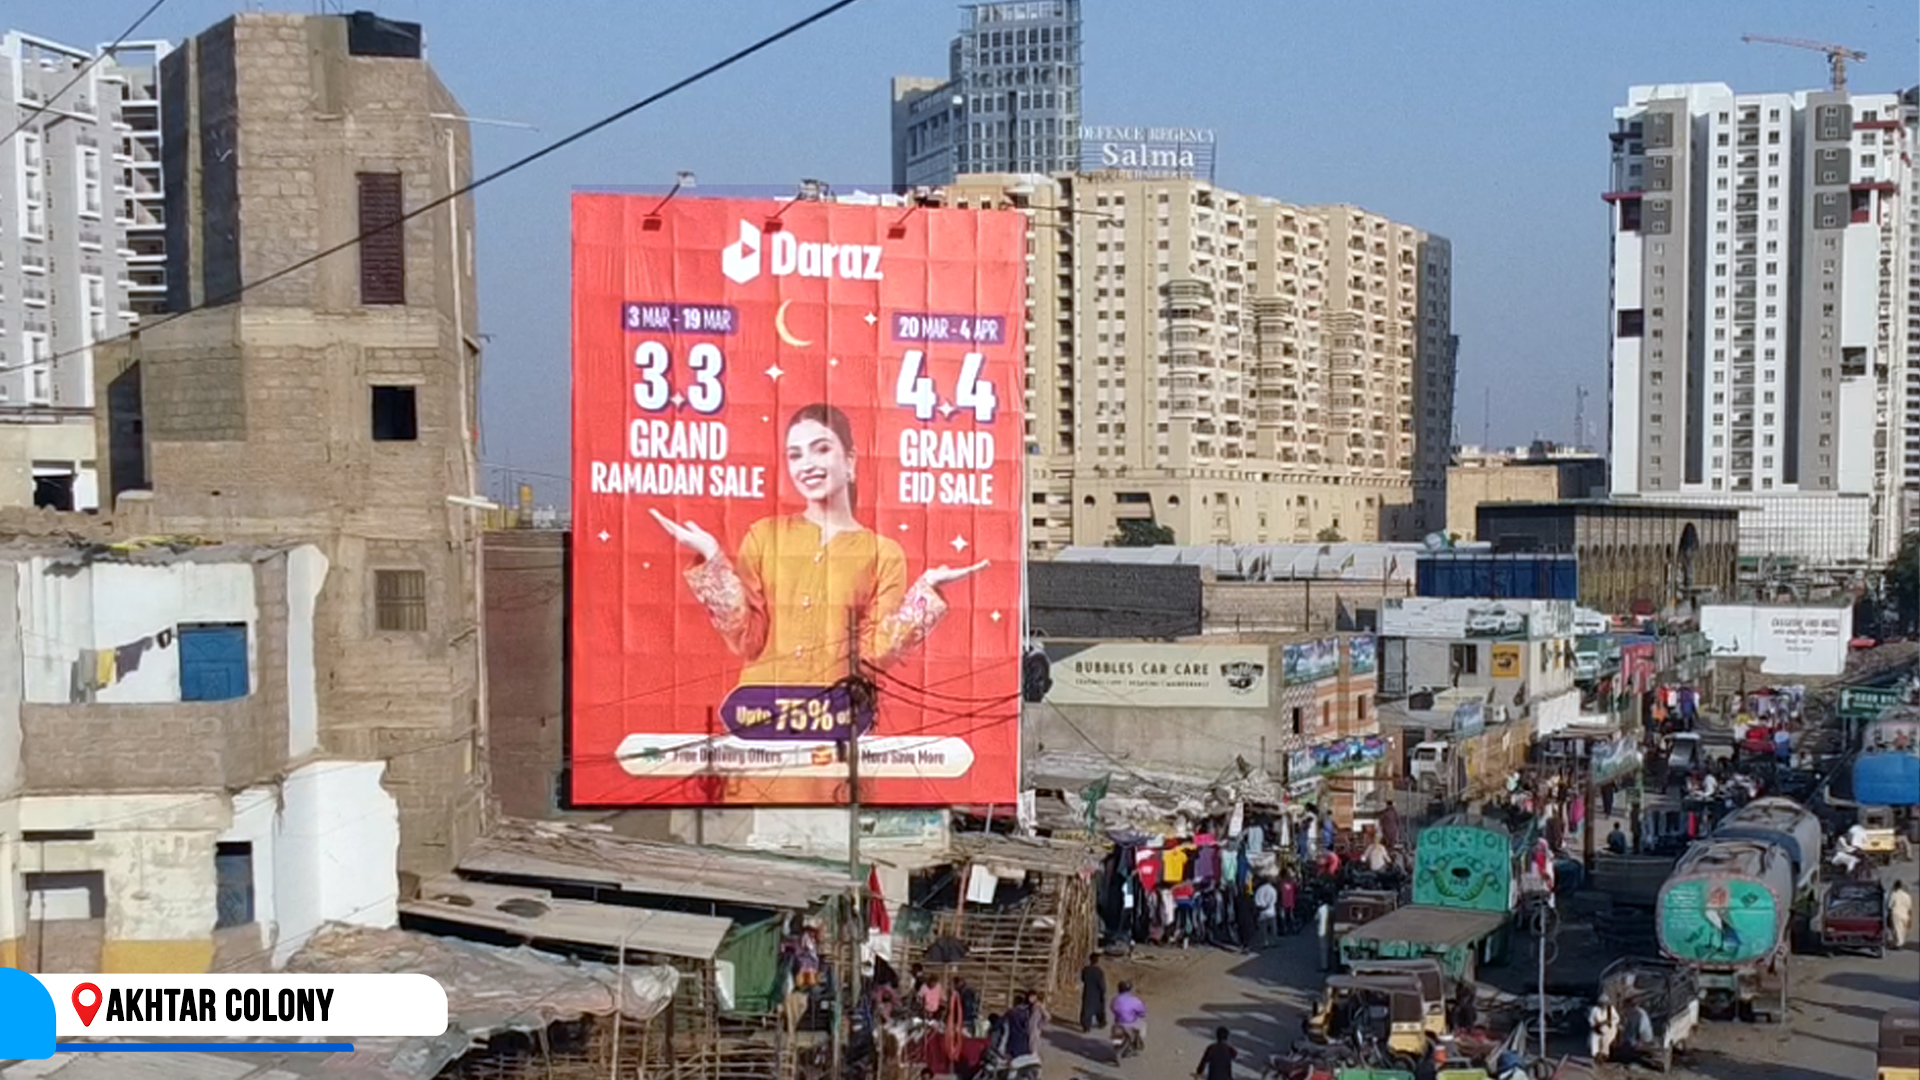 DEFENCE REGENCY
Salma
Daraz
3 MAR - 19 MAR
3.3
GRAND
RAMADAN SALE
20 MAR - 4 APR
4.4
GRAND
EID SALE
Upto 75%
Free Delivery Offers
More Save More
BUBBLES CAR CARE
AKHTAR COLONY